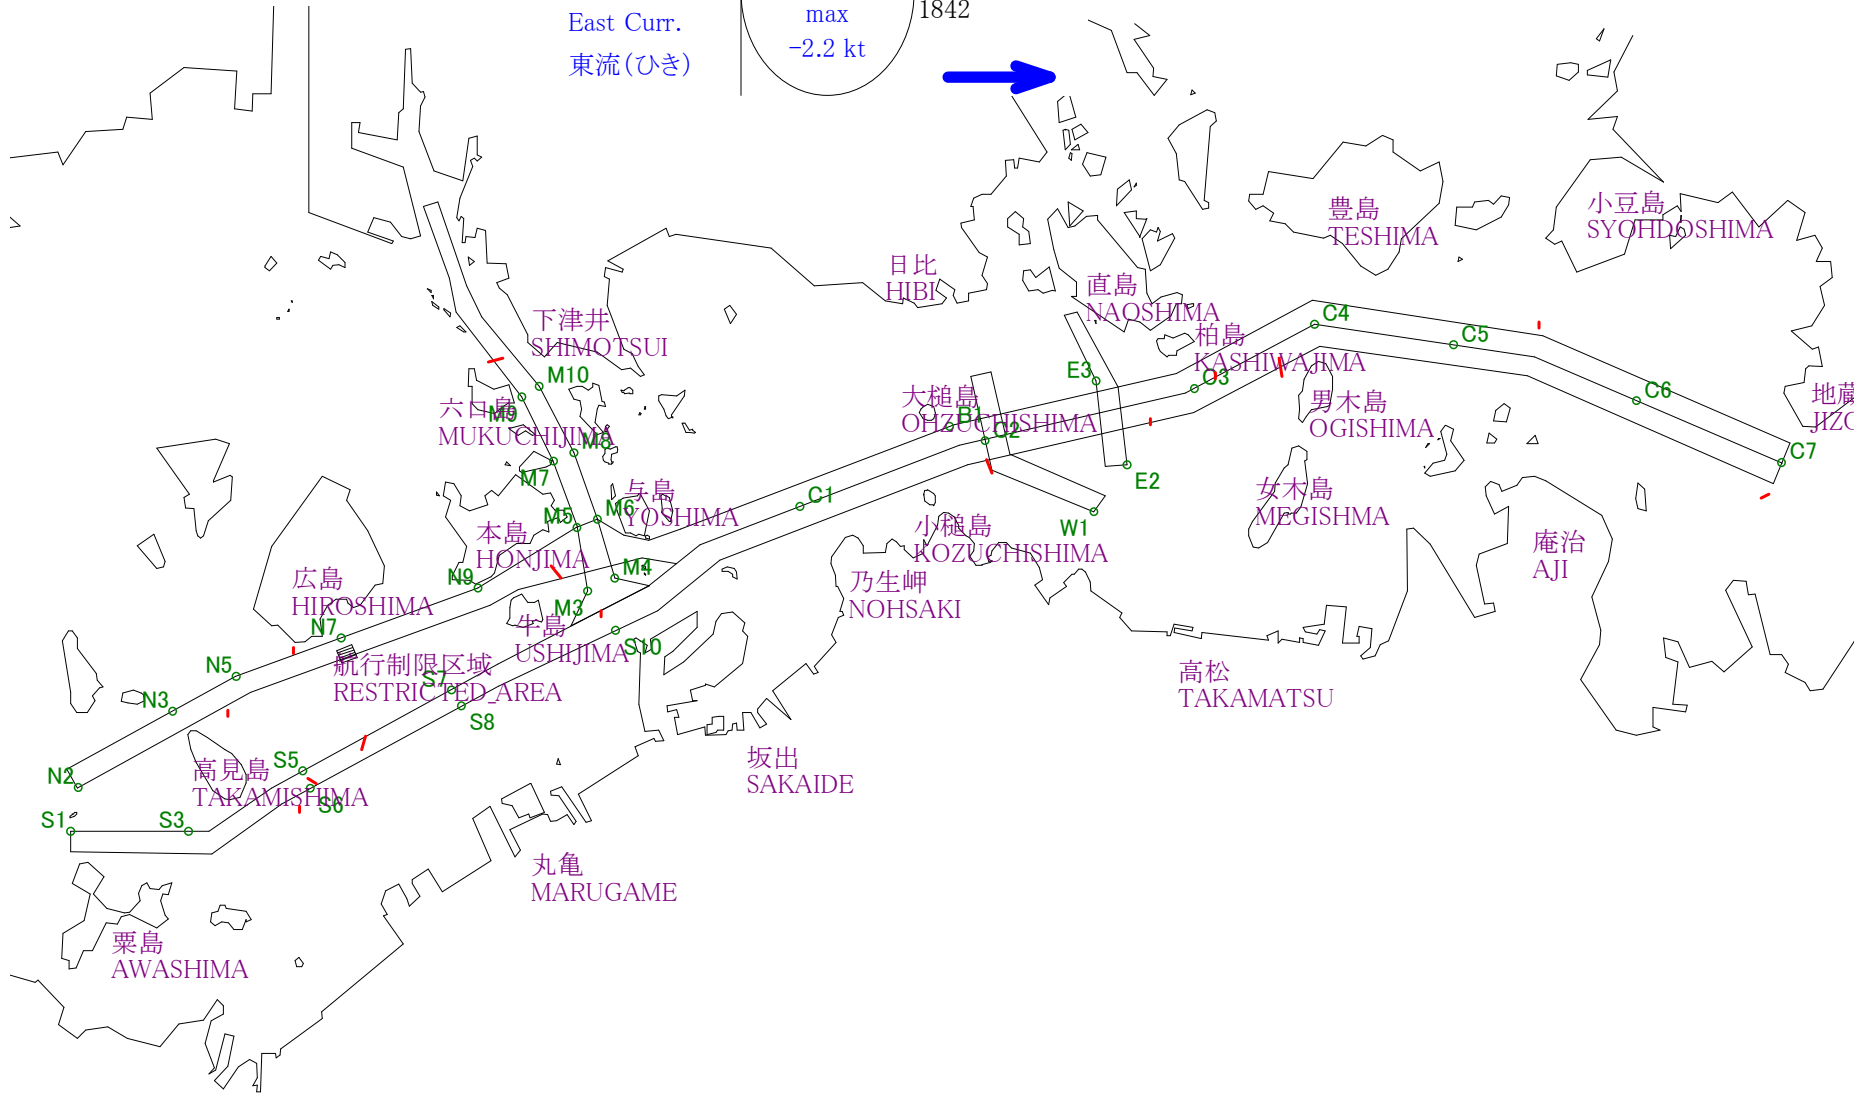 East Curr.
東流(ひき)
max
-2.2 kt
1842
豊島
TESHIMA
小豆島
SYOHDOSHIMA
日比
HIBI
直島
NAOSHIMA
下津井
SHIMOTSUI
柏島
KASHIWAJIMA
C4
C5
E3
C3
M10
M9
六口島
MUKUCHIJIMA
M8
M7
大槌島
OHZUCHISHIMA
B1
C2
男木島
OGISHIMA
C6
地蔵
JIZO
C7
E2
女木島
MEGISHMA
与島
YOSHIMA
C1
M5
M6
W1
本島
HONJIMA
小槌島
KOZUCHISHIMA
庵治
AJI
広島
HIROSHIMA
N9
M4
M3
乃生岬
NOHSAKI
N7
牛島
USHIJIMA
S10
N5
航行制限区域
RESTRICTED_AREA
S7
S8
高松
TAKAMATSU
N3
N2
高見島
TAKAMISHIMA
S5
S6
坂出
SAKAIDE
S1
S3
丸亀
MARUGAME
粟島
AWASHIMA